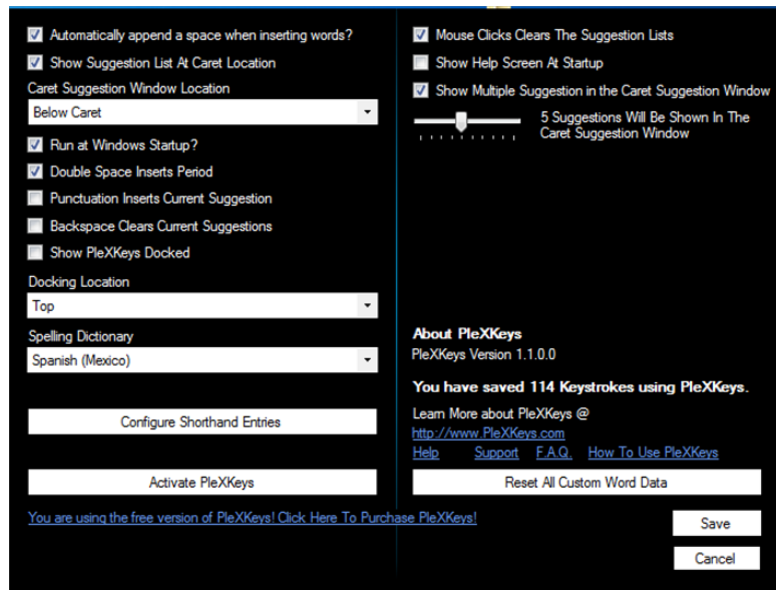 Automatically append a space when inserting words?
Show Suggestion List At Caret Location
Caret Suggestion Window Location
Below Caret
Run at Windows Startup?
Double Space Inserts Period
Punctuation Inserts Current Suggestion
Backspace Clears Current Suggestions
Show PleXKeys Docked
Docking Location
Top
Spelling Dictionary
Spanish (Mexico)
Configure Shorthand Entries
Activate PleXKeys
You are using the free version of PleXKeys! Click Here To Purchase PleXKeys!
Mouse Clicks Clears The Suggestion Lists
Show Help Screen At Startup
Show Multiple Suggestion in the Caret Suggestion Window
5 Suggestions Will Be Shown In The
Caret Suggestion Window
About PleXKeys
PleXKeys Version 1.1.0.0
You have saved 114 Keystrokes using PleXKeys.
Learn More about PleXKeys @
http://www.PleXKeys.com
Help Support F.A.Q. How To Use PleXKeys
Reset All Custom Word Data
Save
Cancel